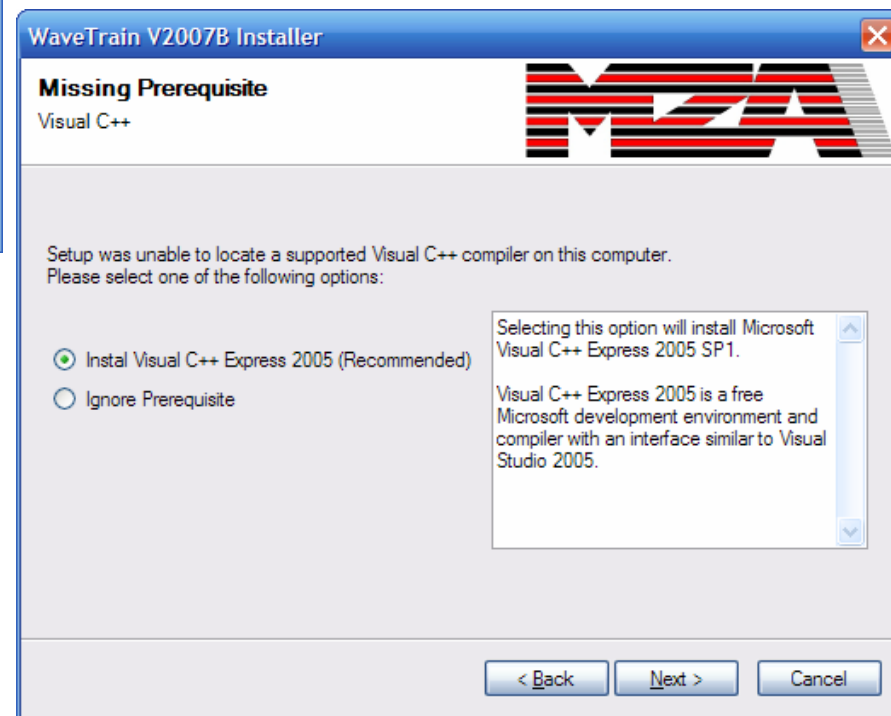 WaveTrain V2007B Installer
Missing Prerequisite
Visual C++
MZA
Setup was unable to locate a supported Visual C++ compiler on this computer.
Please select one of the following options:
Instal Visual C++ Express 2005 (Recommended)
Ignore Prerequisite
Selecting this option will install Microsoft
Visual C++ Express 2005 SP1.
Visual C++ Express 2005 is a free
Microsoft development environment and
compiler with an interface similar to Visual
Studio 2005.
< Back
Next >
Cancel